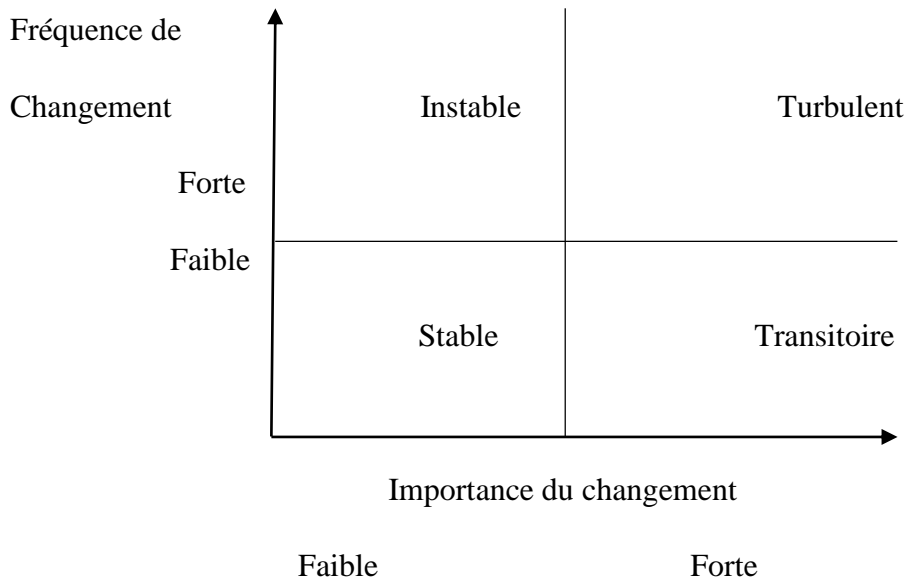 Fréquence de
Changement
Instable
Turbulent
Forte
Faible
Stable
Transitoire
Importance du changement
Faible
Forte